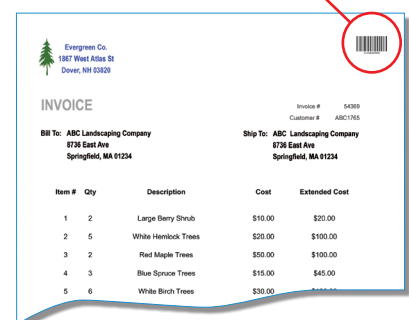 Evergreen Co.
1867 West Atlas St
Dover, NH 03820
INVOICE
Invoice # 54369
Customer # ABC1765
Bill To: ABC Landscaping Company Ship To: ABC Landscaping Company
8736 East Ave 8736 East Ave
Springfield, MA 01234 Springfield, MA 01234
Item # Qty Description Cost Extended Cost
1 2 Large Berry Shrub $10.00 $20.00
2 5 White Hemlock Trees $20.00 $100.00
3 2 Red Maple Trees $50.00 $100.00
4 3 Blue Spruce Trees $15.00 $45.00
5 6 White Birch Trees $30.00